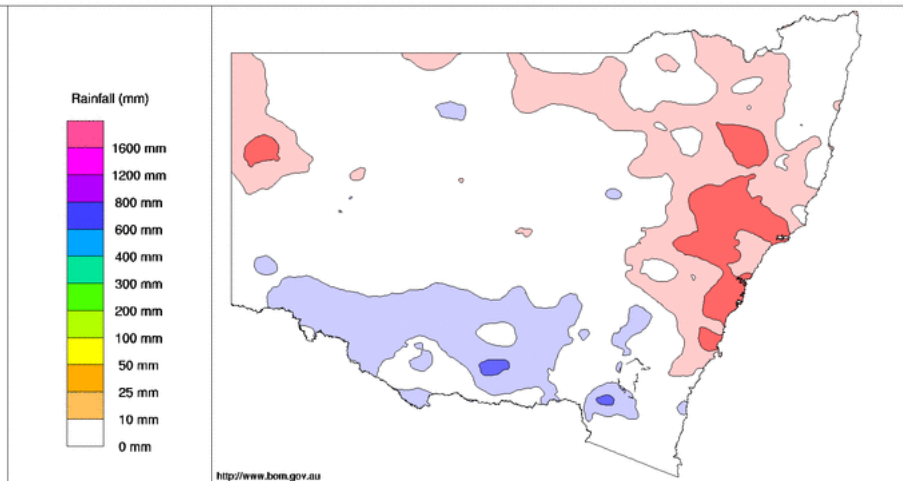 Rainfall (mm)
1600 mm
1200 mm
800 mm
600 mm
400 mm
300 mm
200 mm
100 mm
50 mm
25 mm
10 mm
0 mm
http://www.bom.gov.au